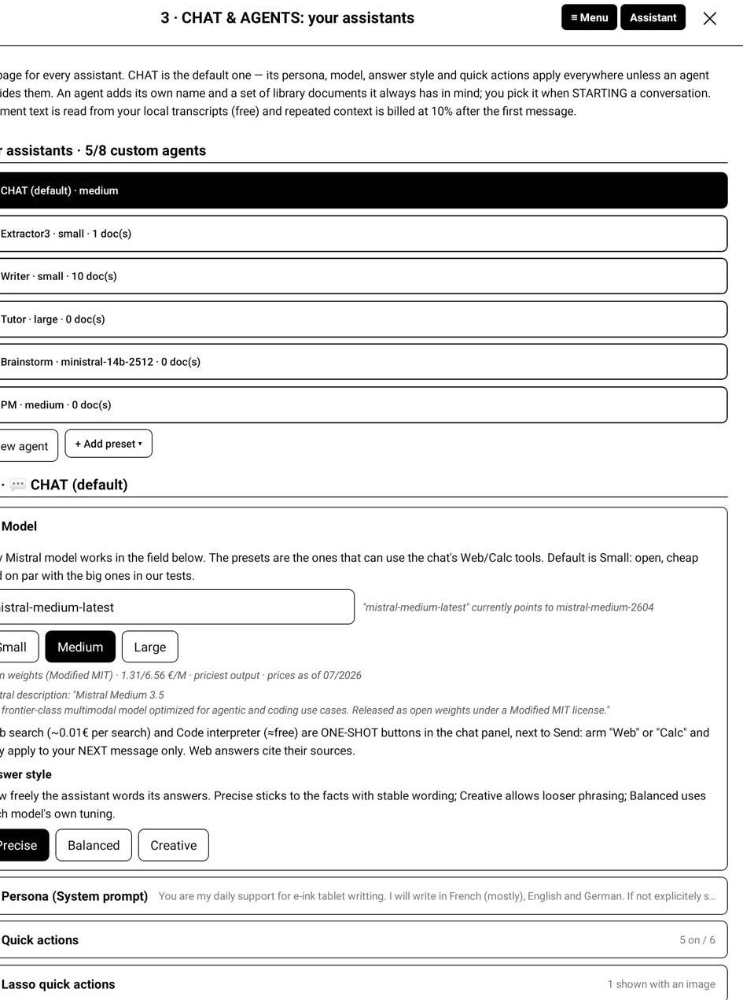 3 · CHAT & AGENTS: your assistants
≡ Menu
Assistant
page for every assistant. CHAT is the default one — its persona, model, answer style and quick actions apply everywhere unless an agent
ides them. An agent adds its own name and a set of library documents it always has in mind; you pick it when STARTING a conversation.
ment text is read from your local transcripts (free) and repeated context is billed at 10% after the first message.
r assistants · 5/8 custom agents
CHAT (default) · medium
Extractor3 · small · 1 doc(s)
Writer · small · 10 doc(s)
Tutor · large · 0 doc(s)
Brainstorm · ministral-14b-2512 · 0 doc(s)
PM · medium · 0 doc(s)
ew agent
+ Add preset ▾
· 💬 CHAT (default)
Model
y Mistral model works in the field below. The presets are the ones that can use the chat's Web/Calc tools. Default is Small: open, cheap
d on par with the big ones in our tests.
istral-medium-latest
"mistral-medium-latest" currently points to mistral-medium-2604
Small
Medium
Large
n weights (Modified MIT) · 1.31/6.56 €/M · priciest output · prices as of 07/2026
tral description: "Mistral Medium 3.5
frontier-class multimodal model optimized for agentic and coding use cases. Released as open weights under a Modified MIT license."
b search (~0.01€ per search) and Code interpreter (≈free) are ONE-SHOT buttons in the chat panel, next to Send: arm "Web" or "Calc" and
y apply to your NEXT message only. Web answers cite their sources.
swer style
w freely the assistant words its answers. Precise sticks to the facts with stable wording; Creative allows looser phrasing; Balanced uses
ch model's own tuning.
Precise
Balanced
Creative
Persona (System prompt)
You are my daily support for e-ink tablet writting. I will write in French (mostly), English and German. If not explicitely s...
Quick actions
5 on / 6
Lasso quick actions
1 shown with an image